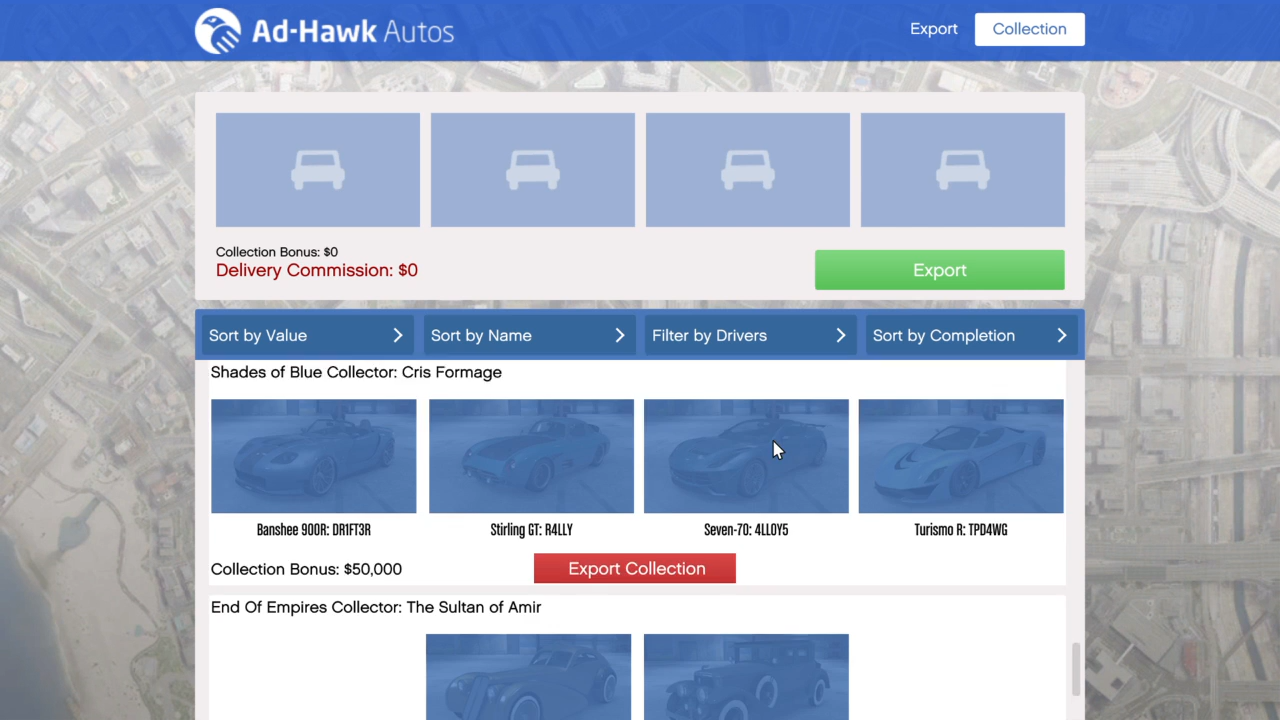 Ad-Hawk Autos
Export
Collection
Collection Bonus: $0
Delivery Commission: $0
Export
Sort by Value
Sort by Name
Filter by Drivers
Sort by Completion
Shades of Blue Collector: Cris Formage
Banshee 900R: DR1FT3R
Stirling GT: R4LLY
Seven-70: 4LLOY5
Turismo R: TPD4WG
Collection Bonus: $50,000
Export Collection
End Of Empires Collector: The Sultan of Amir